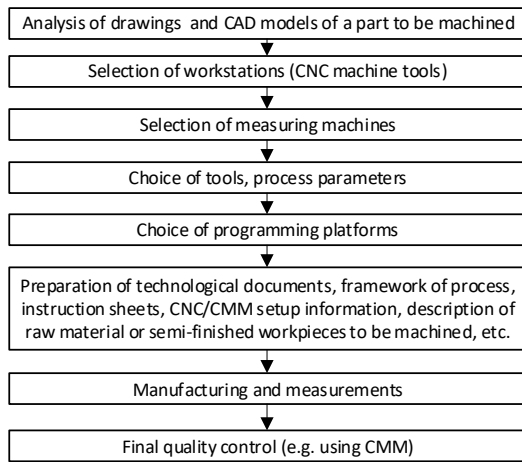 Analysis of drawings and CAD models of a part to be machined
Selection of workstations (CNC machine tools)
Selection of measuring machines
Choice of tools, process parameters
Choice of programming platforms
Preparation of technological documents, framework of process,
instruction sheets, CNC/CMM setup information, description of
raw material or semi-finished workpieces to be machined, etc.
Manufacturing and measurements
Final quality control (e.g. using CMM)